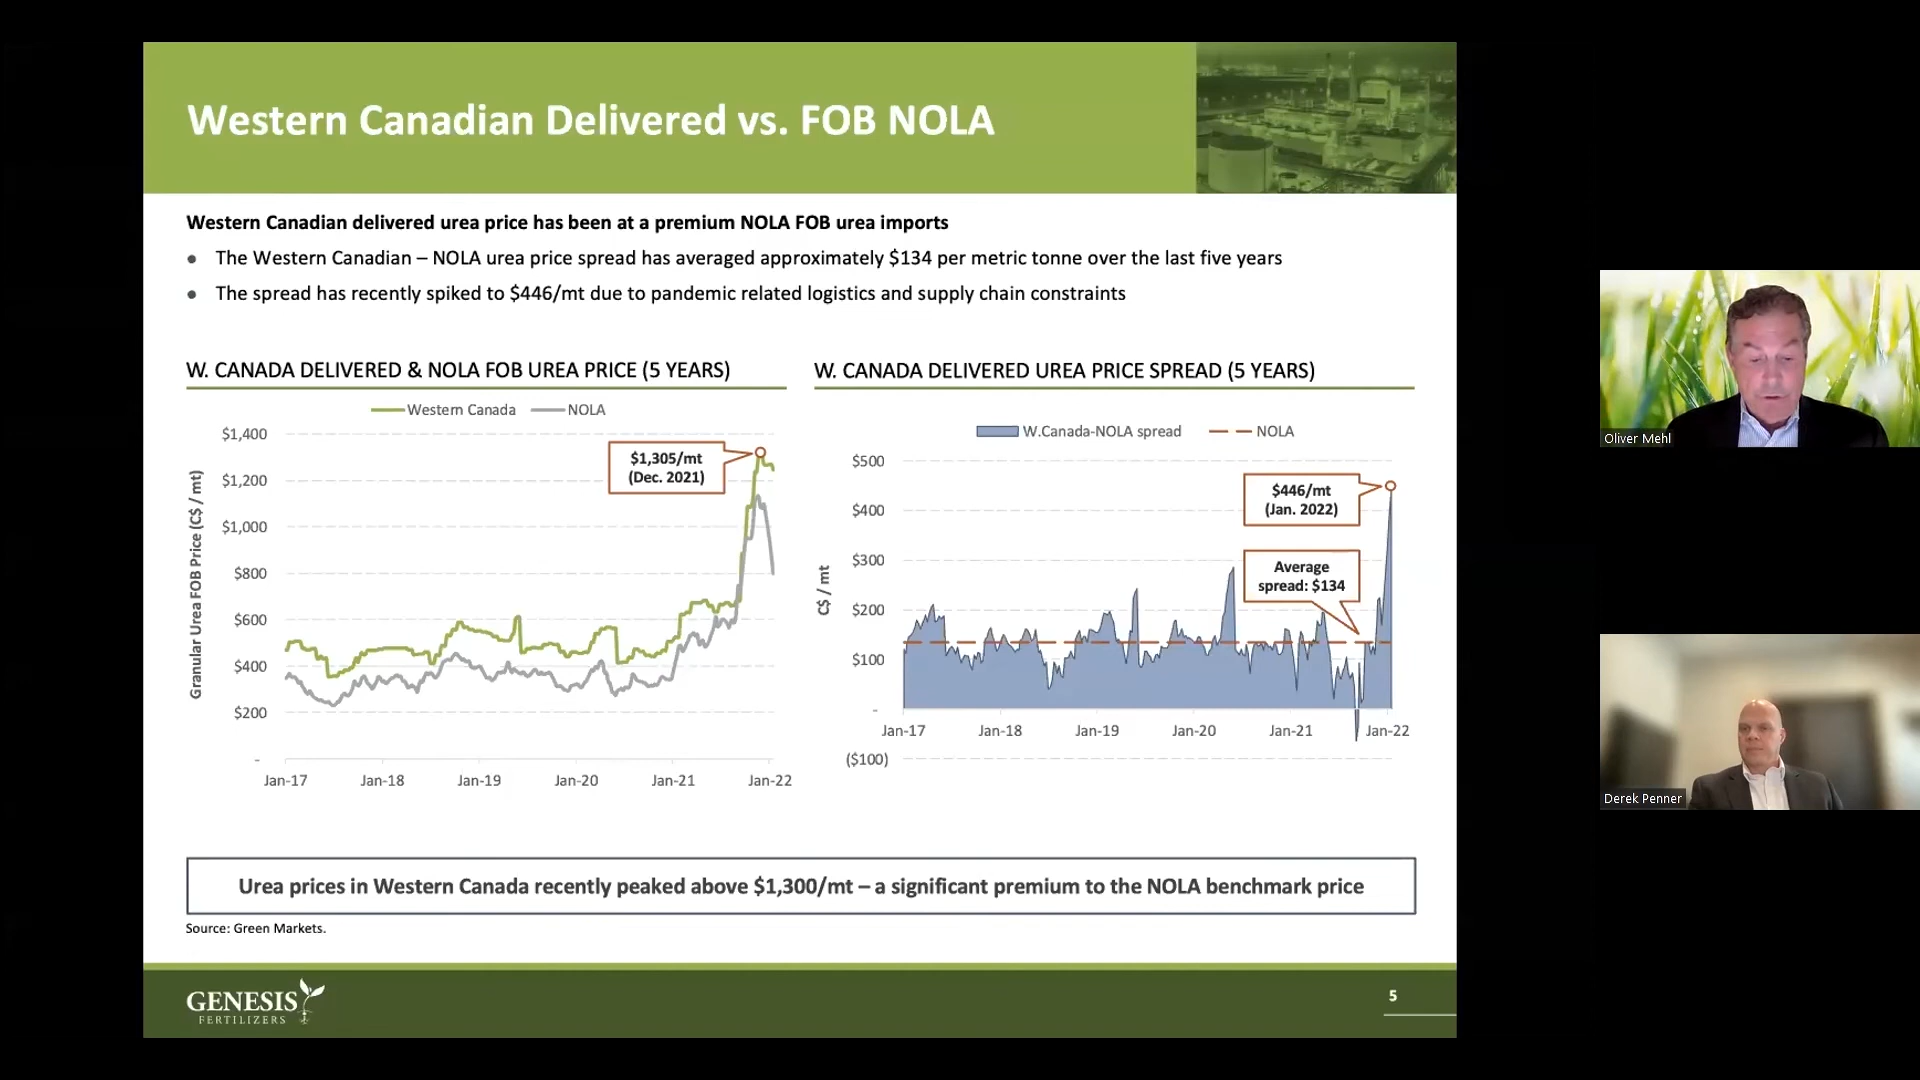 Western Canadian Delivered vs. FOB NOLA
Western Canadian delivered urea price has been at a premium NOLA FOB urea imports
● The Western Canadian – NOLA urea price spread has averaged approximately $134 per metric tonne over the last five years
● The spread has recently spiked to $446/mt due to pandemic related logistics and supply chain constraints
W. CANADA DELIVERED & NOLA FOB UREA PRICE (5 YEARS)
Western Canada
NOLA
Granular Urea FOB Price (C$ / mt)
$1,400
$1,200
$1,000
$800
$600
$400
$200
-
$1,305/mt
(Dec. 2021)
Jan-17
Jan-18
Jan-19
Jan-20
Jan-21
Jan-22
W. CANADA DELIVERED UREA PRICE SPREAD (5 YEARS)
W.Canada-NOLA spread
NOLA
C$ / mt
$500
$400
$300
$200
$100
-
($100)
$446/mt
(Jan. 2022)
Average
spread: $134
Jan-17
Jan-18
Jan-19
Jan-20
Jan-21
Jan-22
Urea prices in Western Canada recently peaked above $1,300/mt – a significant premium to the NOLA benchmark price
Source: Green Markets.
GENESIS
FERTILIZERS
5
Oliver Mehl
Derek Penner